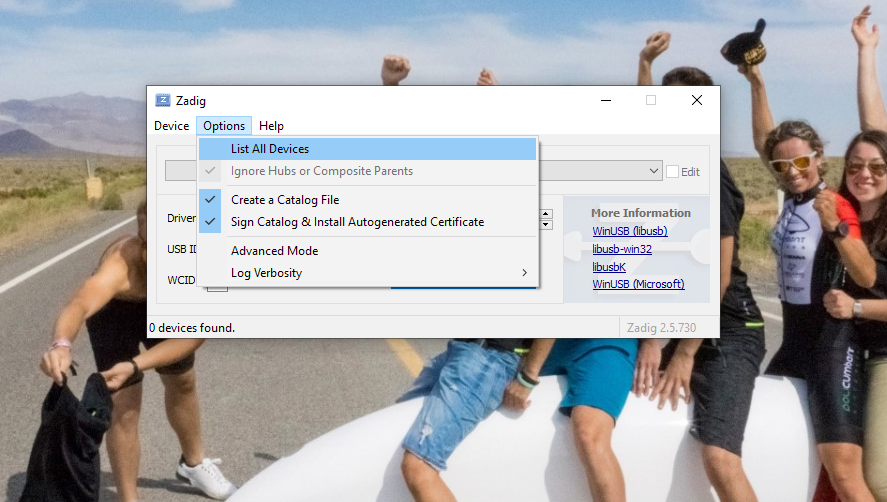 Zadig
Device Options Help
List All Devices
Ignore Hubs or Composite Parents
Edit
Create a Catalog File
Sign Catalog & Install Autogenerated Certificate
Advanced Mode
Log Verbosity
Driver
USB ID
WCID
More Information
WinUSB (libusb)
libusb-win32
libusbK
WinUSB (Microsoft)
0 devices found.
Zadig 2.5.730